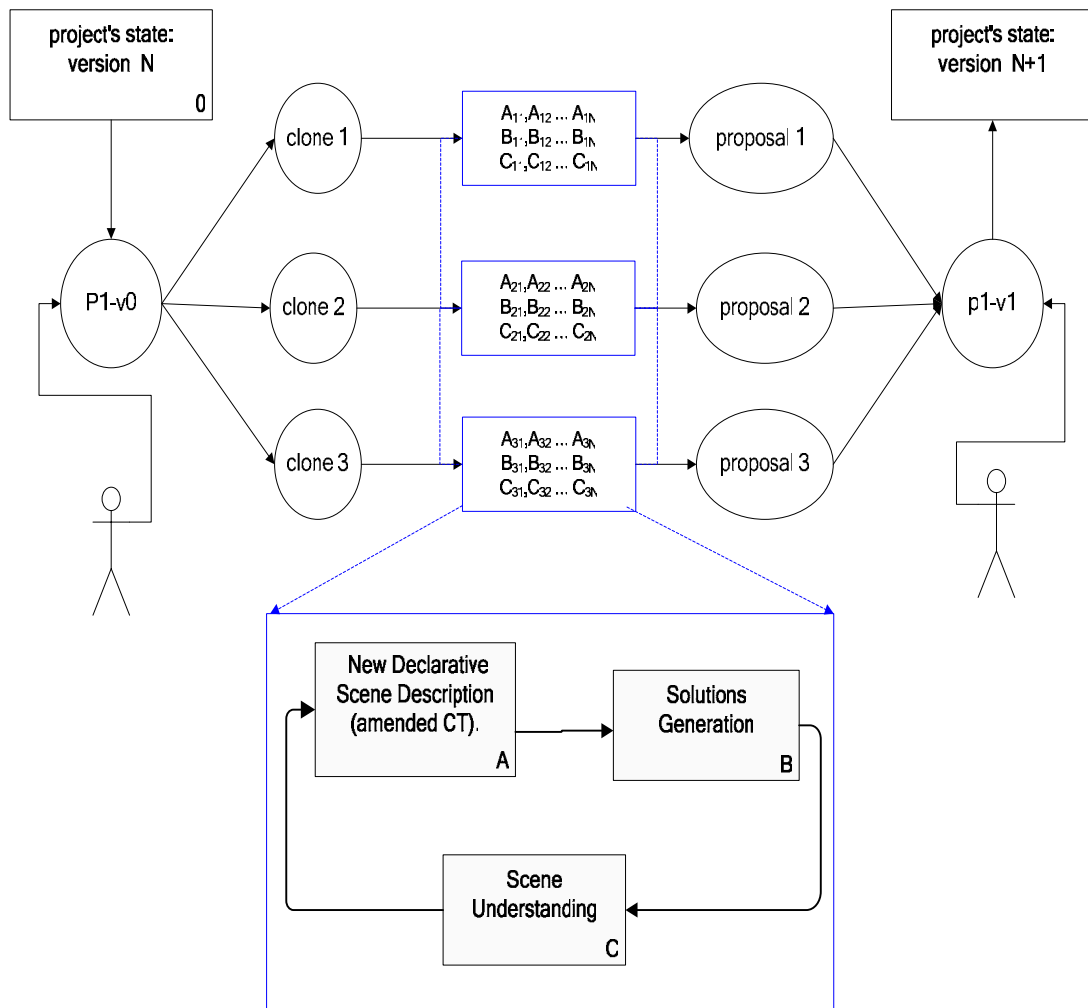 project's state:
version N
0
project's state:
version N+1
clone 1
A₁₁,A₁₂ ... A₁N
B₁₁,B₁₂ ... B₁N
C₁₁,C₁₂ ... C₁N
proposal 1
P1-v0
clone 2
A₂₁,A₂₂ ... A₂N
B₂₁,B₂₂ ... B₂N
C₂₁,C₂₂ ... C₂N
proposal 2
p1-v1
clone 3
A₃₁,A₃₂ ... A₃N
B₃₁,B₃₂ ... B₃N
C₃₁,C₃₂ ... C₃N
proposal 3
New Declarative
Scene Description
(amended CT).
A
Solutions
Generation
B
Scene
Understanding
C